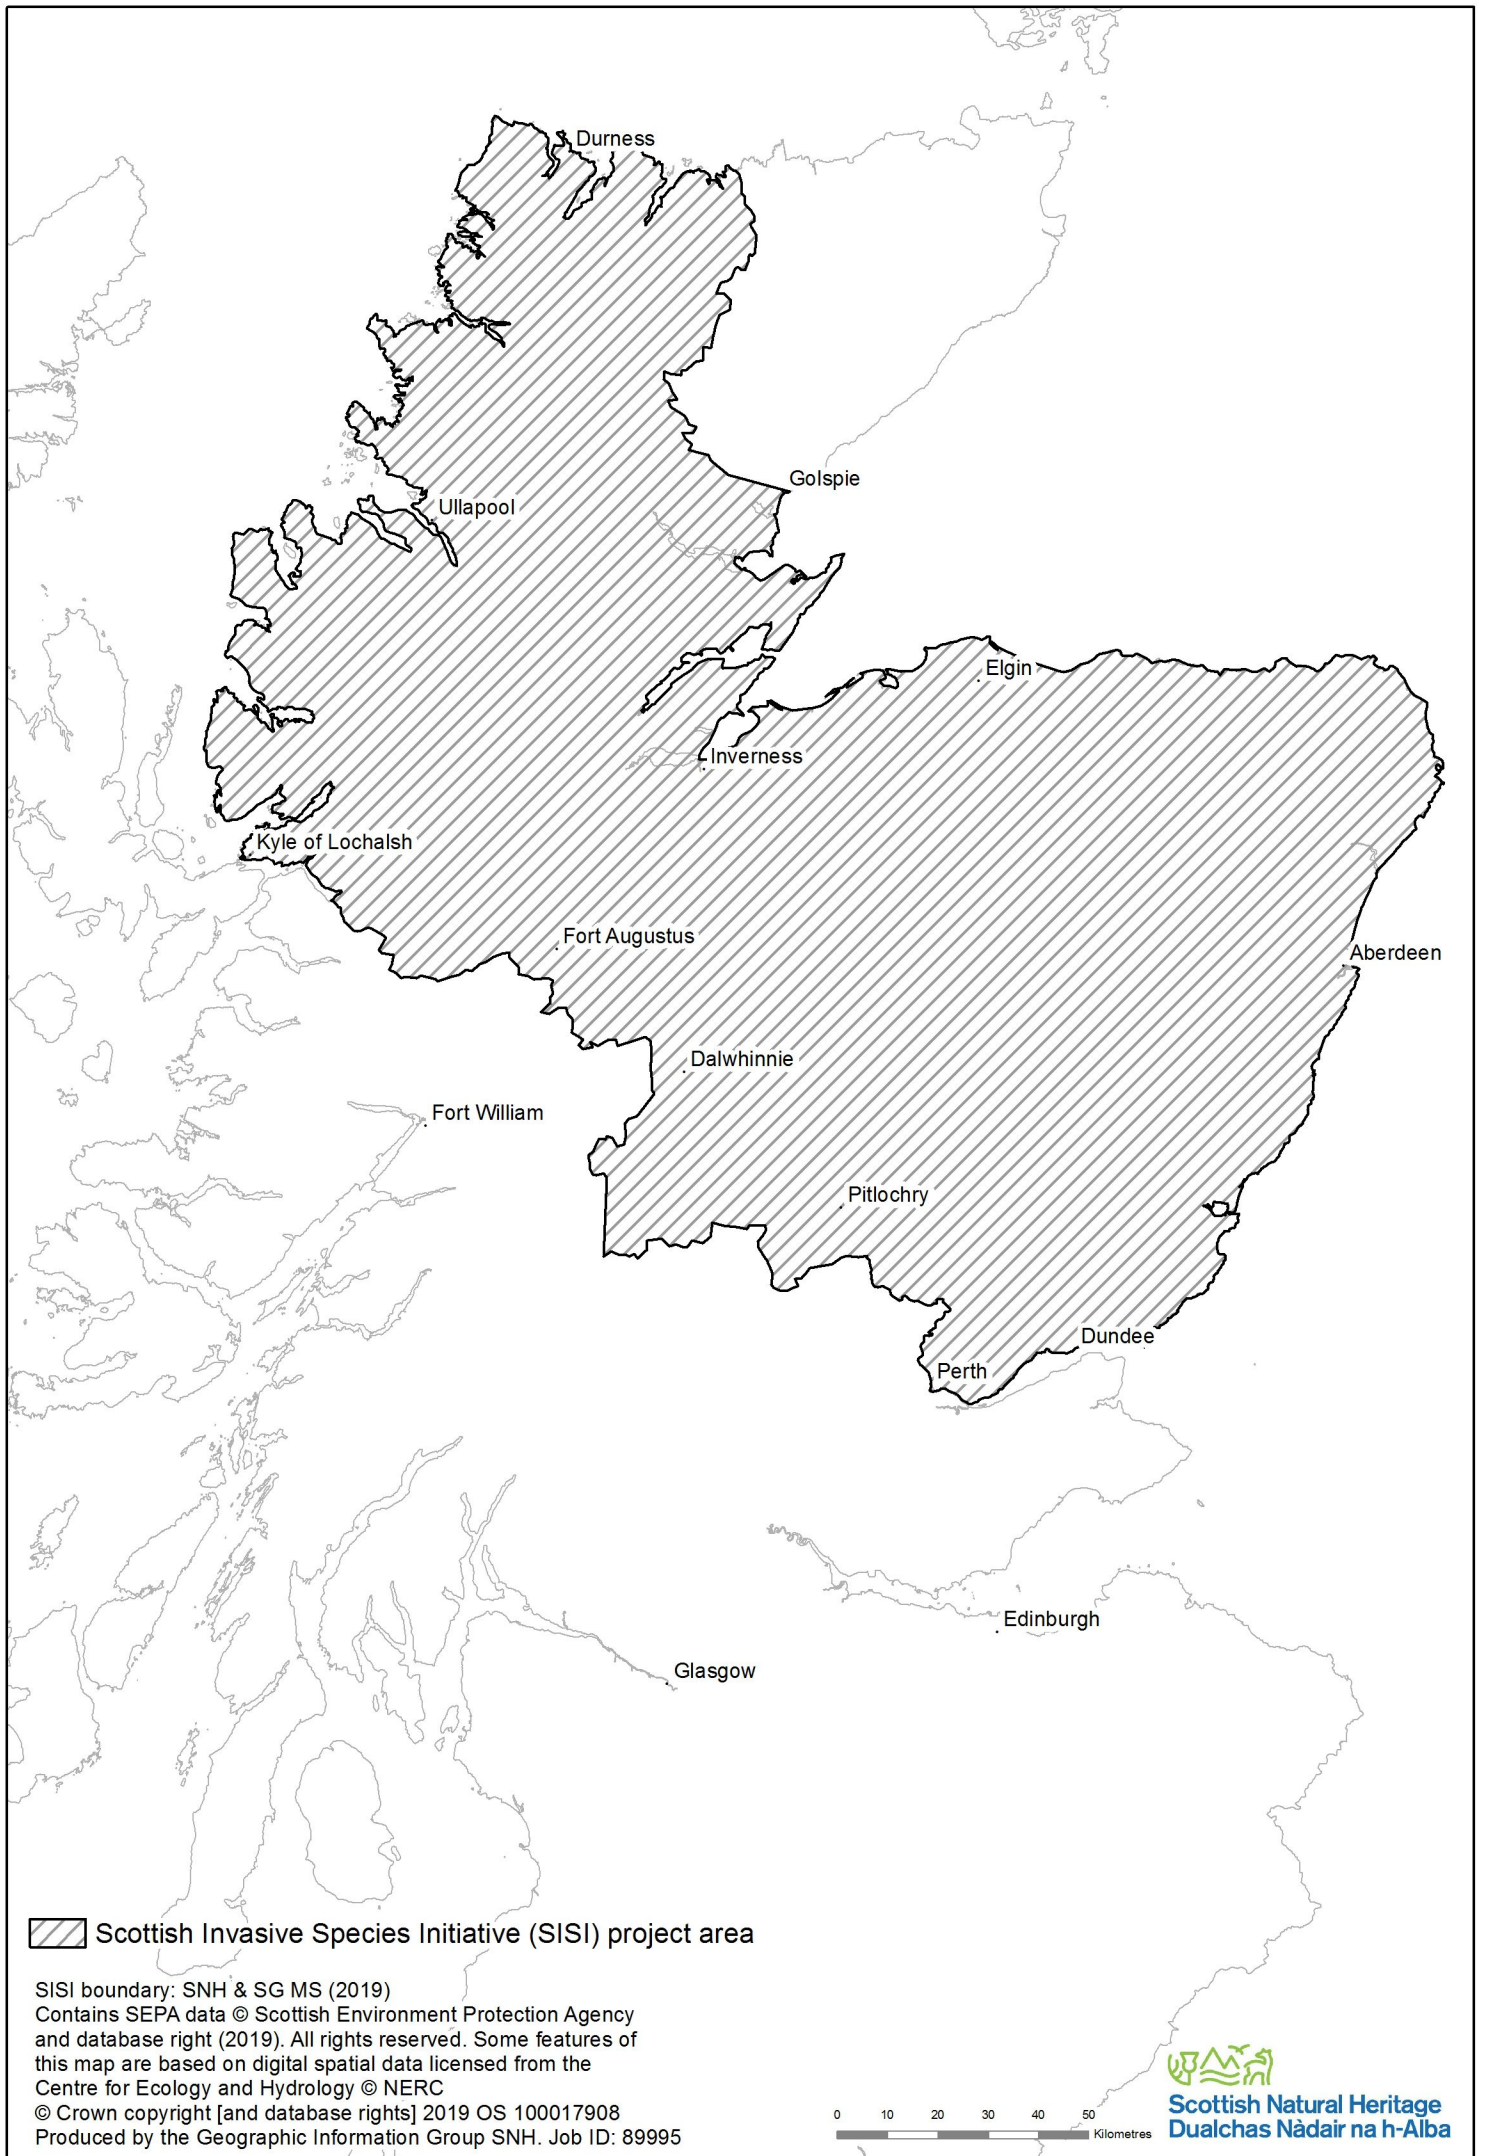 Durness
Golspie
Ullapool
Elgin
Inverness
Kyle of Lochalsh
Fort Augustus
Aberdeen
Dalwhinnie
Fort William
Pitlochry
Dundee
Perth
Edinburgh
Glasgow
Scottish Invasive Species Initiative (SISI) project area
SISI boundary: SNH & SG MS (2019)
Contains SEPA data © Scottish Environment Protection Agency
and database right (2019). All rights reserved. Some features of
this map are based on digital spatial data licensed from the
Centre for Ecology and Hydrology © NERC
© Crown copyright [and database rights] 2019 OS 100017908
Produced by the Geographic Information Group SNH. Job ID: 89995
0 10 20 30 40 50
Kilometres
Scottish Natural Heritage
Dualchas Nàdair na h-Alba